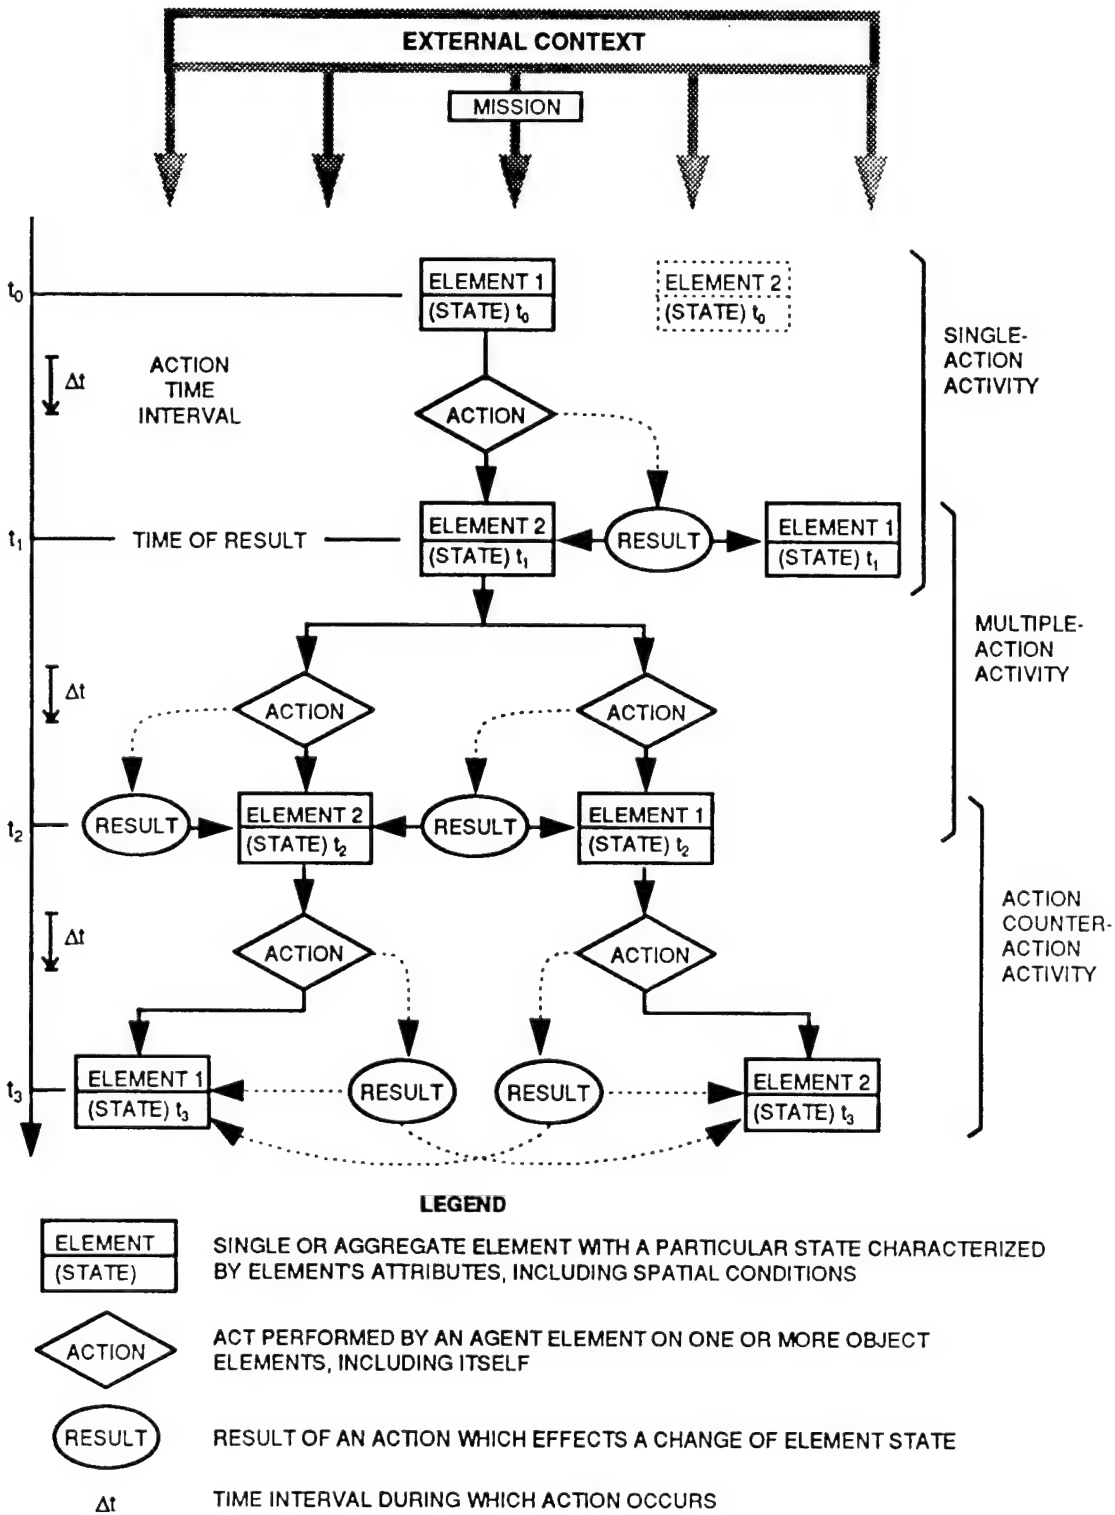 EXTERNAL CONTEXT
MISSION
t0
ELEMENT 1
(STATE) t0
ELEMENT 2
(STATE) t0
SINGLE-
ACTION
ACTIVITY
Δt
ACTION
TIME
INTERVAL
ACTION
t1
TIME OF RESULT
ELEMENT 2
(STATE) t1
RESULT
ELEMENT 1
(STATE) t1
MULTIPLE-
ACTION
ACTIVITY
Δt
ACTION
ACTION
t2
RESULT
ELEMENT 2
(STATE) t2
RESULT
ELEMENT 1
(STATE) t2
ACTION
COUNTER-
ACTION
ACTIVITY
Δt
ACTION
ACTION
t3
ELEMENT 1
(STATE) t3
RESULT
RESULT
ELEMENT 2
(STATE) t3
LEGEND
ELEMENT
(STATE)
SINGLE OR AGGREGATE ELEMENT WITH A PARTICULAR STATE CHARACTERIZED
BY ELEMENT'S ATTRIBUTES, INCLUDING SPATIAL CONDITIONS
ACTION
ACT PERFORMED BY AN AGENT ELEMENT ON ONE OR MORE OBJECT
ELEMENTS, INCLUDING ITSELF
RESULT
RESULT OF AN ACTION WHICH EFFECTS A CHANGE OF ELEMENT STATE
Δt
TIME INTERVAL DURING WHICH ACTION OCCURS